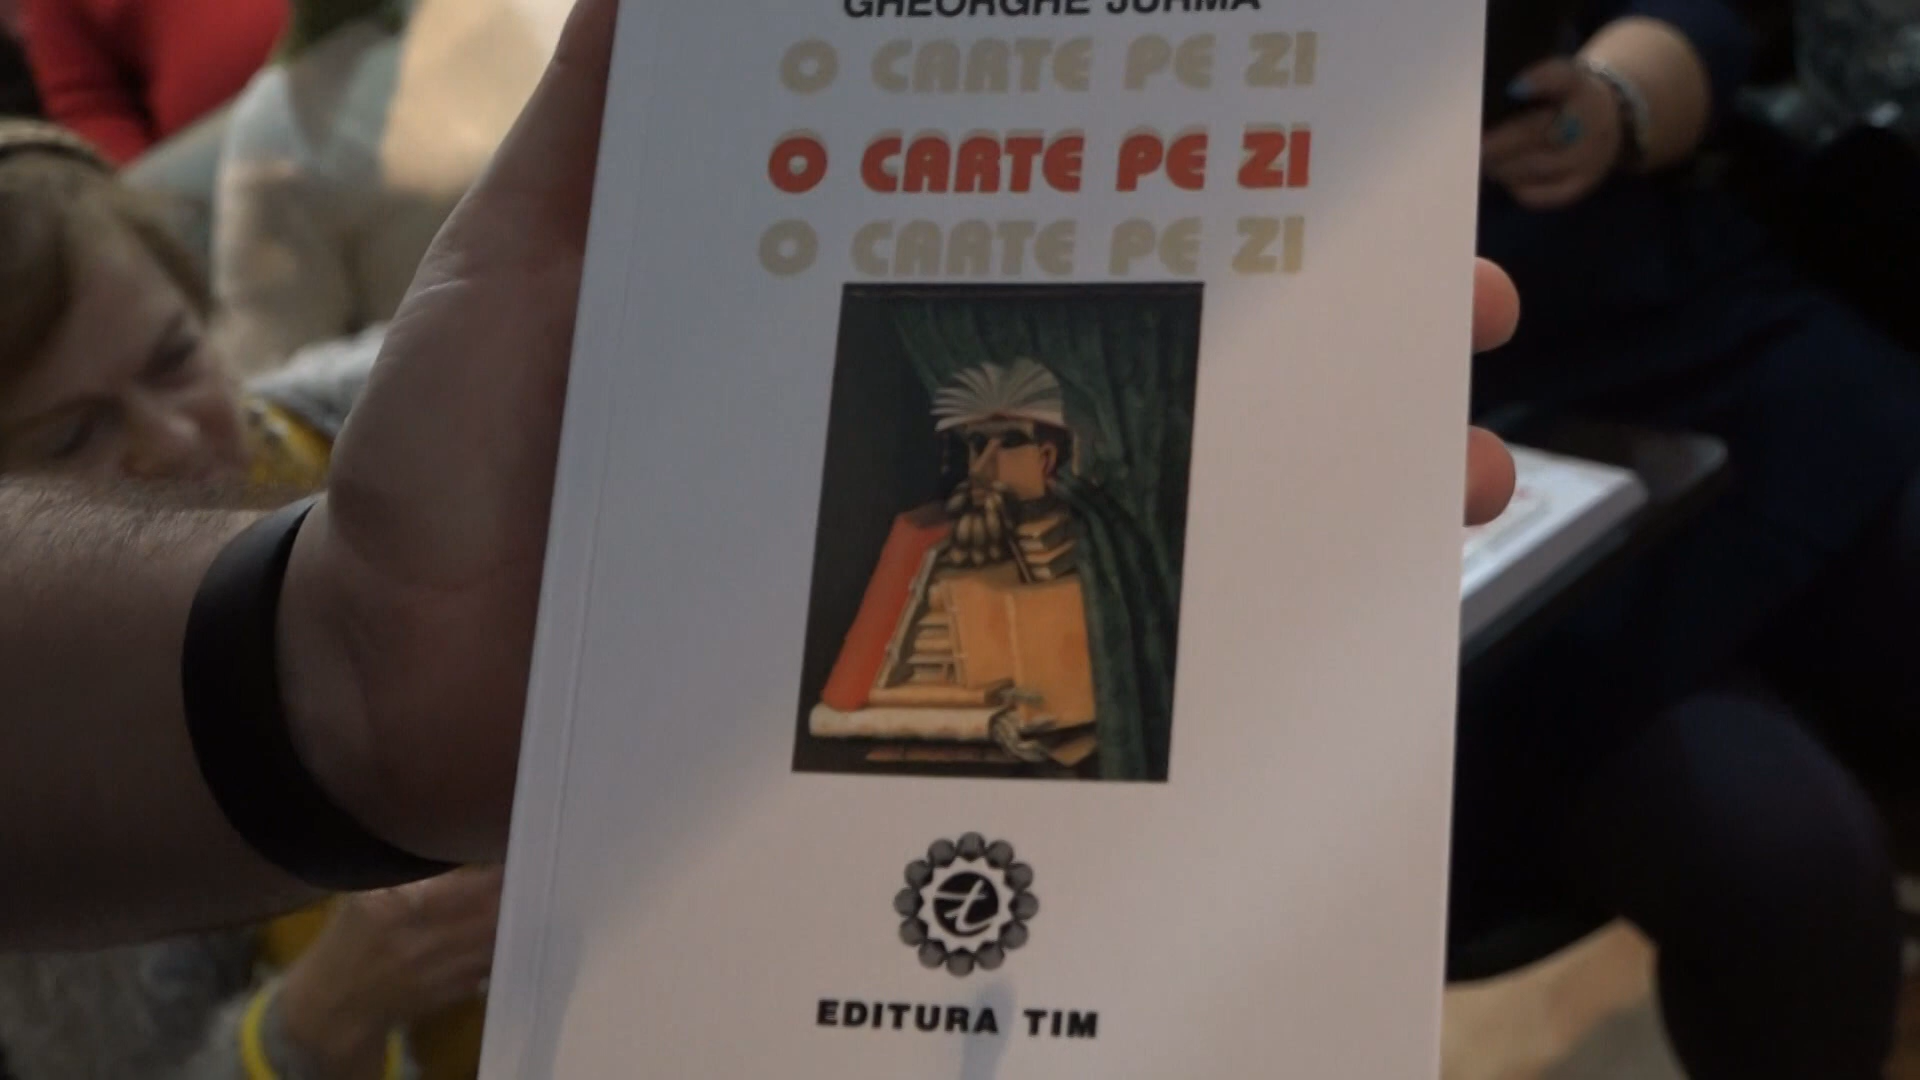 GHEORGHE JURMA
O CARTE PE ZI
O CARTE PE ZI
O CARTE PE ZI
t
EDITURA TIM